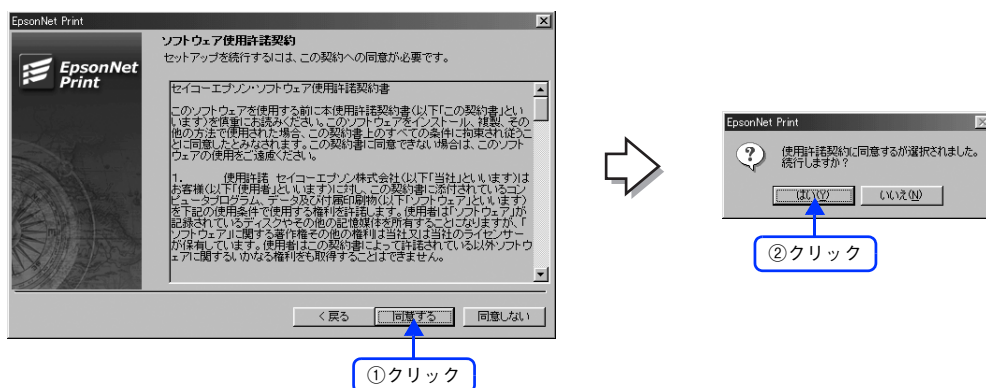 EpsonNet Print
EpsonNet
Print
ソフトウェア使用許諾契約
セットアップを続行するには、この契約への同意が必要です。
セイコーエプソン・ソフトウェア使用許諾契約書
このソフトウェアを使用する前に本使用許諾契約書（以下「この契約書」とい
います）を慎重にお読みください。このソフトウェアをインストール、複製、その
他の方法で使用された場合、この契約書上のすべての条件に拘束され従うこ
とに同意したとみなされます。この契約書に同意できない場合は、このソフト
ウェアの使用をご遠慮ください。
1.　　使用許諾 セイコーエプソン株式会社（以下「当社」といいます）は
お客様（以下「使用者」といいます）に対し、この契約書に添付されているコン
ピュータプログラム、データ及び付属印刷物（以下「ソフトウェア」といいます）
を下記の使用条件で使用する権利を許諾します。使用者は「ソフトウェア」が
記録されているディスクやその他の記憶媒体を所有することになりますが、「
ソフトウェア」に関する著作権その他の権利は当社又は当社のライセンサー
が保有しています。使用者はこの契約書によって許諾されている以外ソフトウ
ェアに関するいかなる権利をも取得することはできません。
< 戻る
同意する
同意しない
①クリック
EpsonNet Print
使用許諾契約に同意するが選択されました。
続行しますか？
はい(Y)
いいえ(N)
②クリック